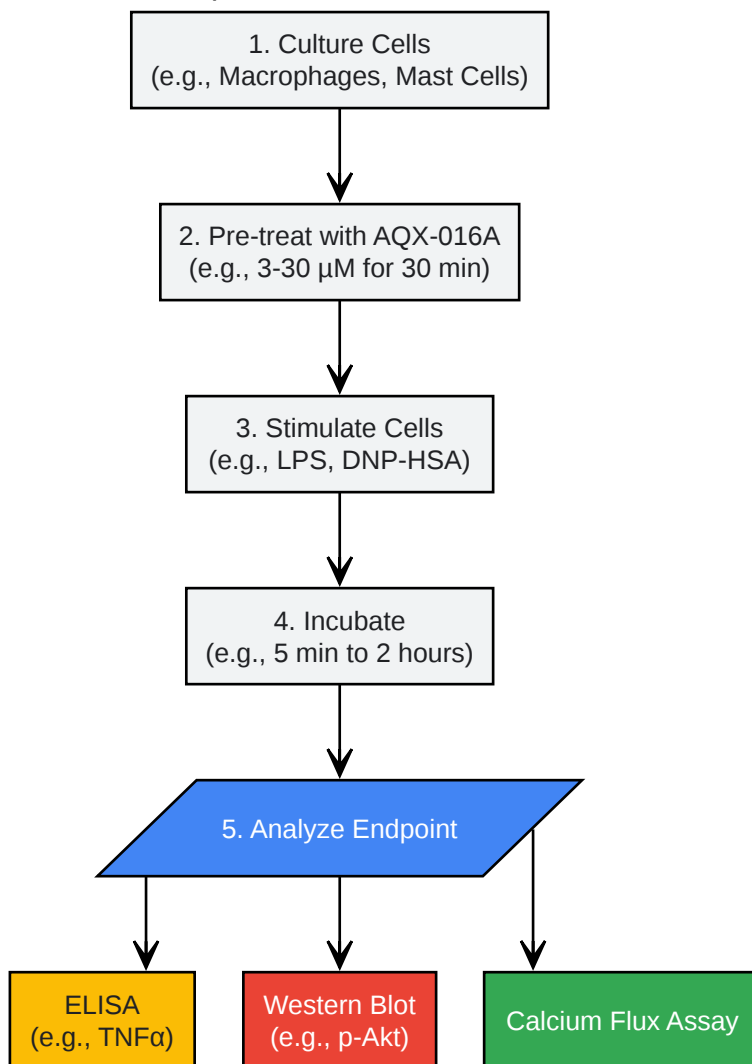 1. Culture Cells
(e.g., Macrophages, Mast Cells)
2. Pre-treat with AQX-016A
(e.g., 3-30 µM for 30 min)
3. Stimulate Cells
(e.g., LPS, DNP-HSA)
4. Incubate
(e.g., 5 min to 2 hours)
5. Analyze Endpoint
ELISA
(e.g., TNFα)
Western Blot
(e.g., p-Akt)
Calcium Flux Assay